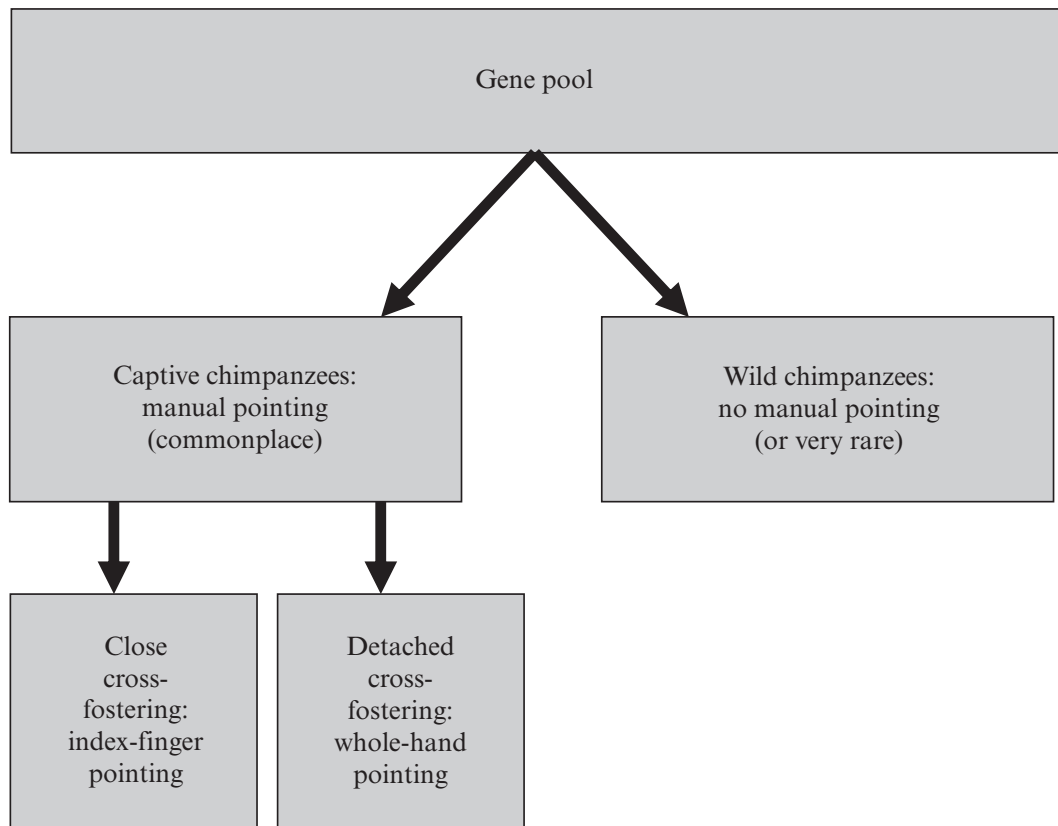 Gene pool
Captive chimpanzees:
manual pointing
(commonplace)
Wild chimpanzees:
no manual pointing
(or very rare)
Close
cross-
fostering:
index-finger
pointing
Detached
cross-
fostering:
whole-hand
pointing